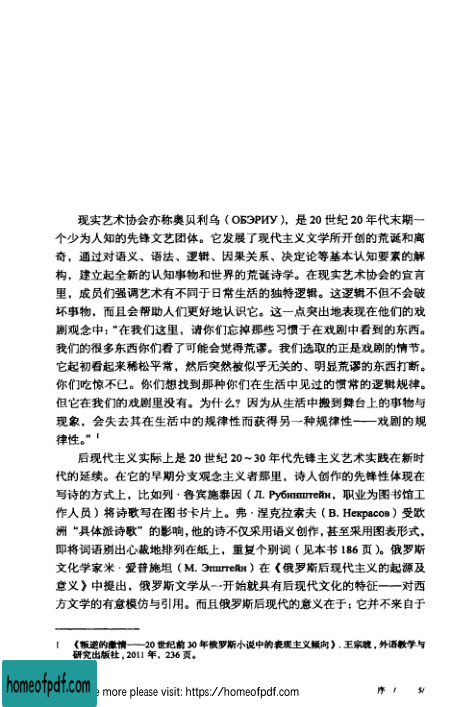 现实艺术协会亦称奥贝利乌（ОБЭРИУ），是 20 世纪 20 年代末期一
个少为人知的先锋文艺团体。它发展了现代主义文学所开创的荒诞和离
奇，通过对语义、语法、逻辑、因果关系、决定论等基本认知要素的解
构，建立起全新的认知事物和世界的荒诞诗学。在现实艺术协会的宣言
里，成员们强调艺术有不同于日常生活的独特逻辑。这逻辑不但不会破
坏事物，而且会帮助人们更好地认识它。这一点突出地表现在他们的戏
剧观念中：“在我们这里，请你们忘掉那些习惯于在戏剧中看到的东西。
我们的很多东西你们看了可能会觉得荒谬。我们选取的正是戏剧的情节。
它起初看起来稀松平常，然后突然被似乎无关的、明显荒谬的东西打断。
你们吃惊不已。你们想找到那种你们在生活中见过的惯常的逻辑规律。
但它在我们的戏剧里没有。为什么？因为从生活中搬到舞台上的事物与
现象，会失去其在生活中的规律性而获得另一种规律性——戏剧的规
律性。”1
后现代主义实际上是 20 世纪 20～30 年代先锋主义艺术实践在新时
代的延续。在它的早期分支观念主义者那里，诗人创作的先锋性体现在
写诗的方式上，比如列·鲁宾施泰因（Л. Рубинштейн，职业为图书馆工
作人员）将诗歌写在图书卡片上。弗·涅克拉索夫（В. Некрасов）受欧
洲“具体派诗歌”的影响，他的诗不仅采用语义创作，甚至采用图表形式，
即将词语别出心裁地排列在纸上，重复个别词（见本书 186 页）。俄罗斯
文化学家米·爱普施坦（М. Эпштейн）在《俄罗斯后现代主义的起源及
意义》中提出，俄罗斯文学从一开始就具有后现代文化的特征——对西
方文学的有意模仿与引用。而且俄罗斯后现代的意义在于：它并不来自于
1 《叛逆的激情——20 世纪前 30 年俄罗斯小说中的表现主义倾向》，王宗琥，外语教学与
研究出版社，2011 年，236 页。
homeofpdf.com
e more please visit: https://homeofpdf.com
序 / 5/